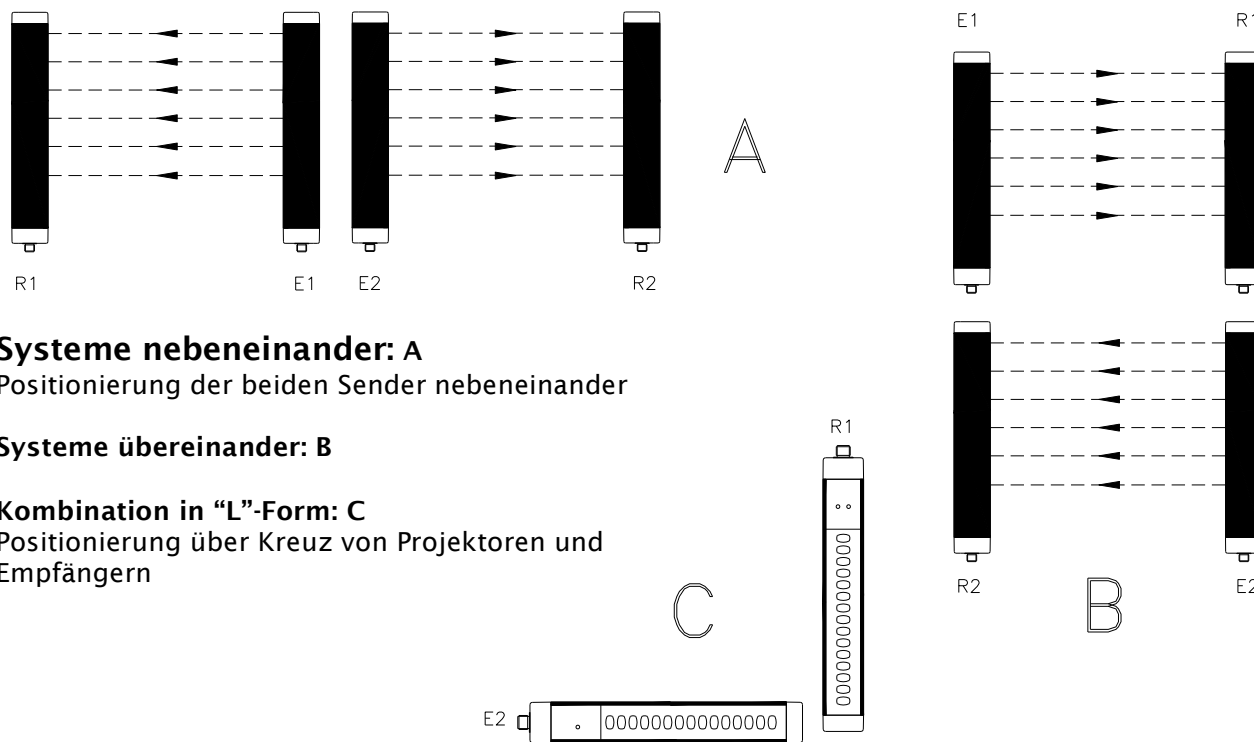 E1
R1
A
R1
E1
E2
R2
Systeme nebeneinander: A
Positionierung der beiden Sender nebeneinander
Systeme übereinander: B
Kombination in “L”-Form: C
Positionierung über Kreuz von Projektoren und
Empfängern
R1
R2
B
E2
C
E2